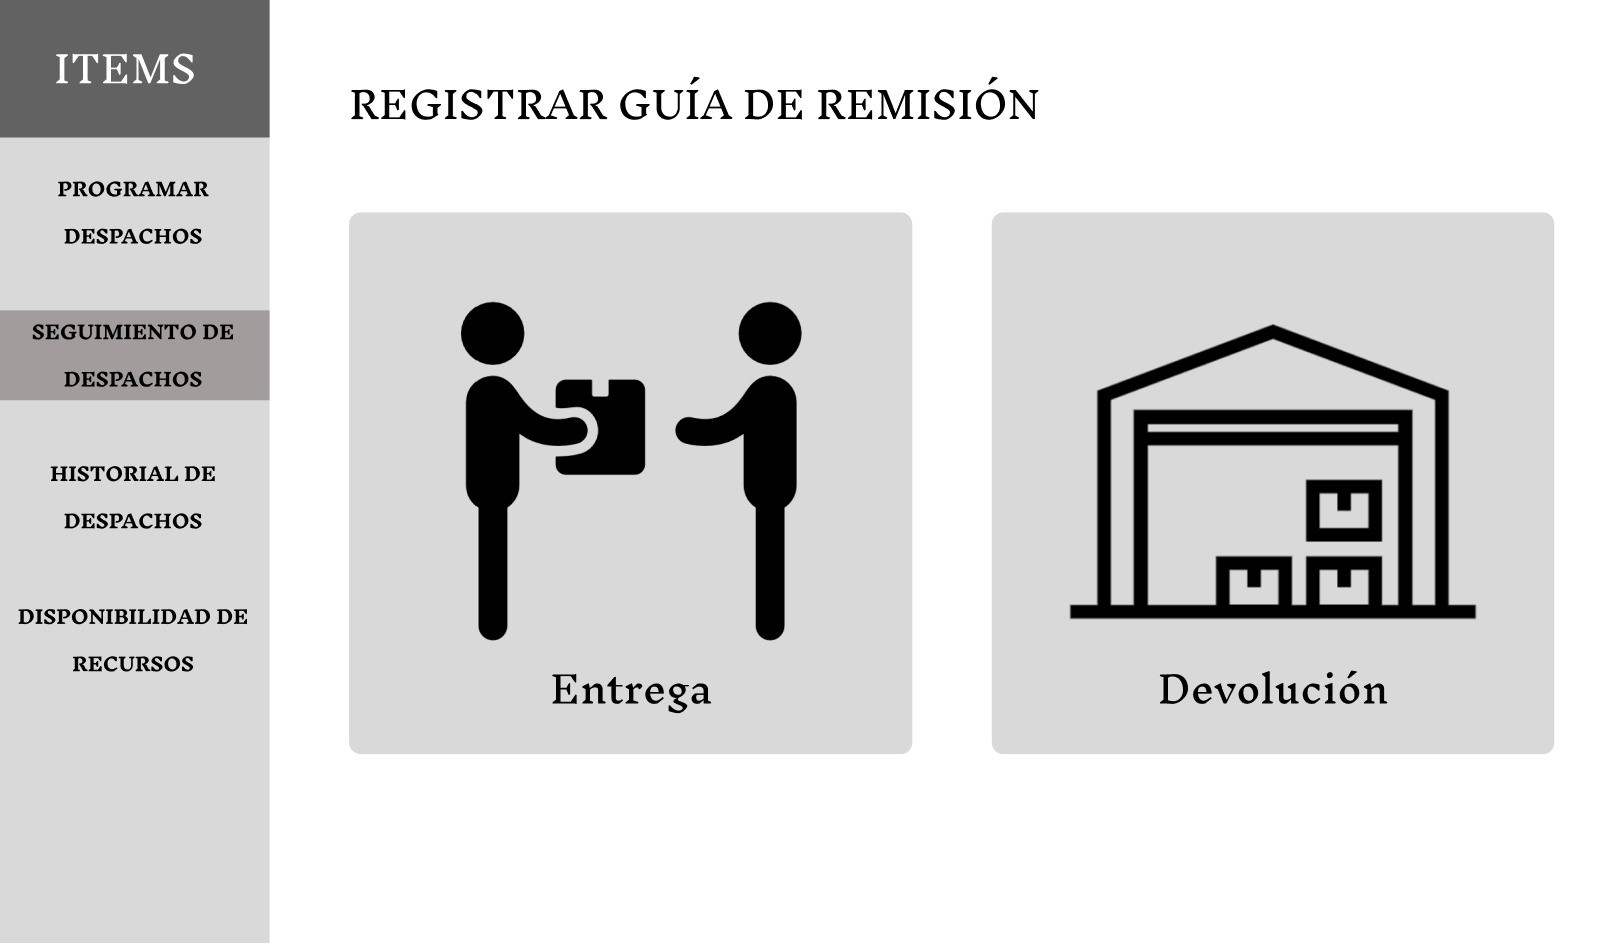 ITEMS
REGISTRAR GUÍA DE REMISIÓN
PROGRAMAR
DESPACHOS
SEGUIMIENTO DE
DESPACHOS
HISTORIAL DE
DESPACHOS
DISPONIBILIDAD DE
RECURSOS
Entrega
Devolución